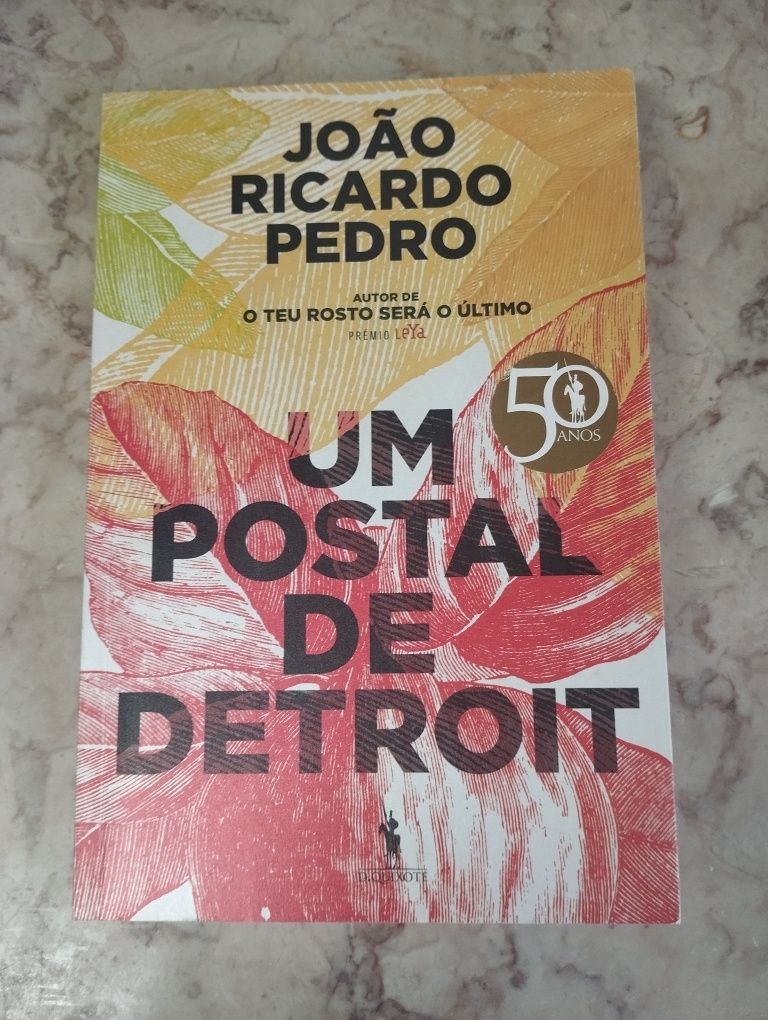 JOÃO
RICARDO
PEDRO
AUTOR DE
O TEU ROSTO SERÁ O ÚLTIMO
PRÉMIO LeYa
50
ANOS
UM
POSTAL
DE
DETROIT
D.QUIXOTE